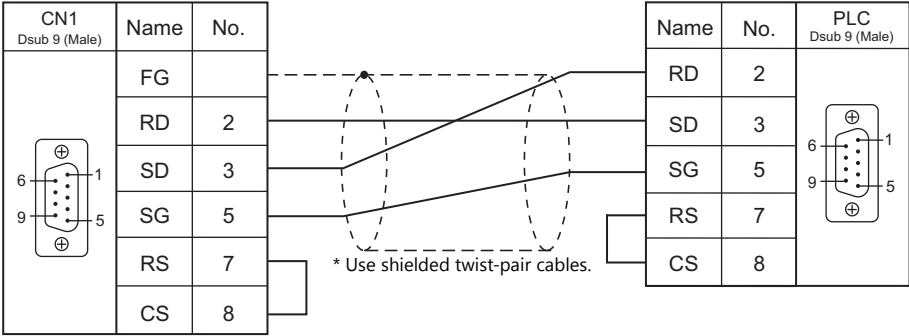 CN1
Dsub 9 (Male)
Name No.
FG
RD 2
SD 3
SG 5
RS 7
CS 8
6 1
9 5
* Use shielded twist-pair cables.
Name No.
PLC
Dsub 9 (Male)
RD 2
SD 3
SG 5
RS 7
CS 8
6 1
9 5